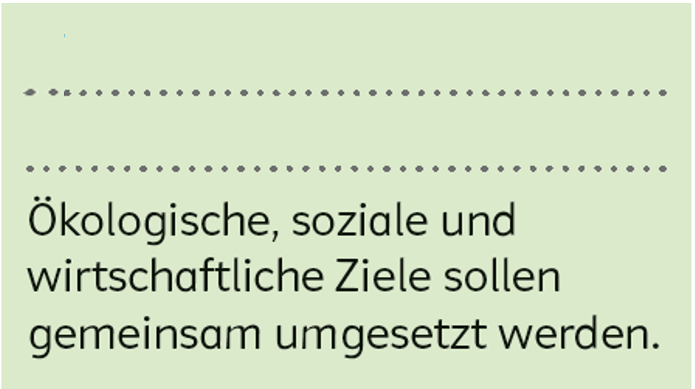 Ökologische, soziale und
wirtschaftliche Ziele sollen
gemeinsam umgesetzt werden.